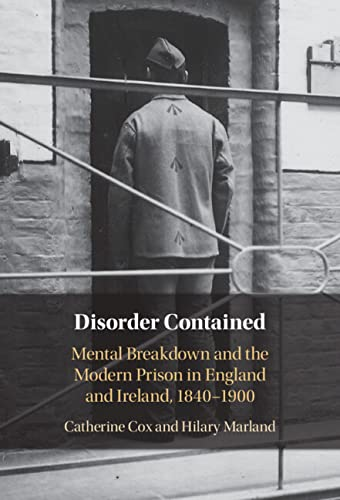 Disorder Contained
Mental Breakdown and the
Modern Prison in England
and Ireland, 1840–1900
Catherine Cox and Hilary Marland